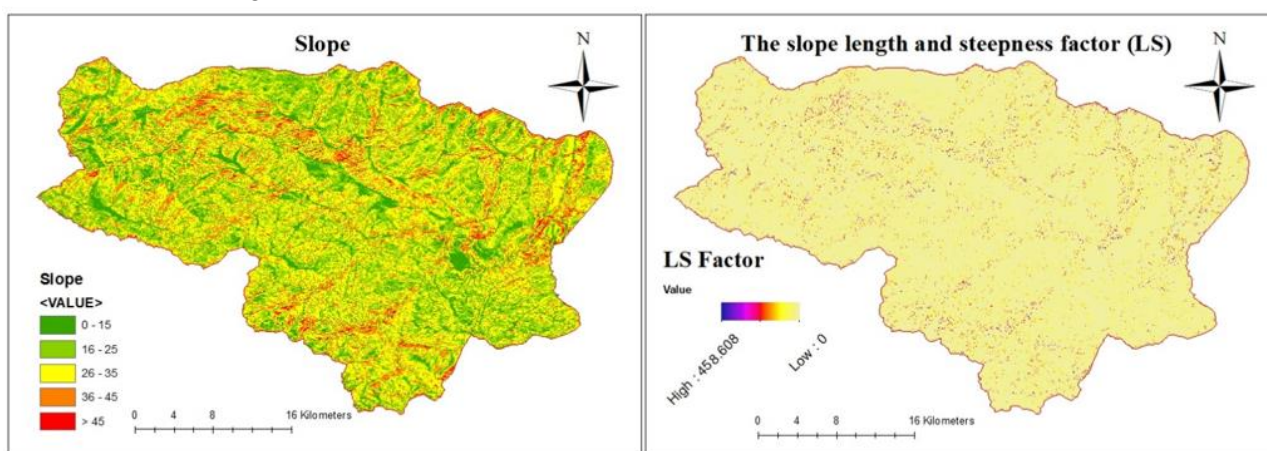 Slope
N
Slope
<VALUE>
0 - 15
16 - 25
26 - 35
36 - 45
> 45
0 4 8 16 Kilometers
The slope length and steepness factor (LS)
N
LS Factor
Value
High : 458.608
Low : 0
0 4 8 16 Kilometers